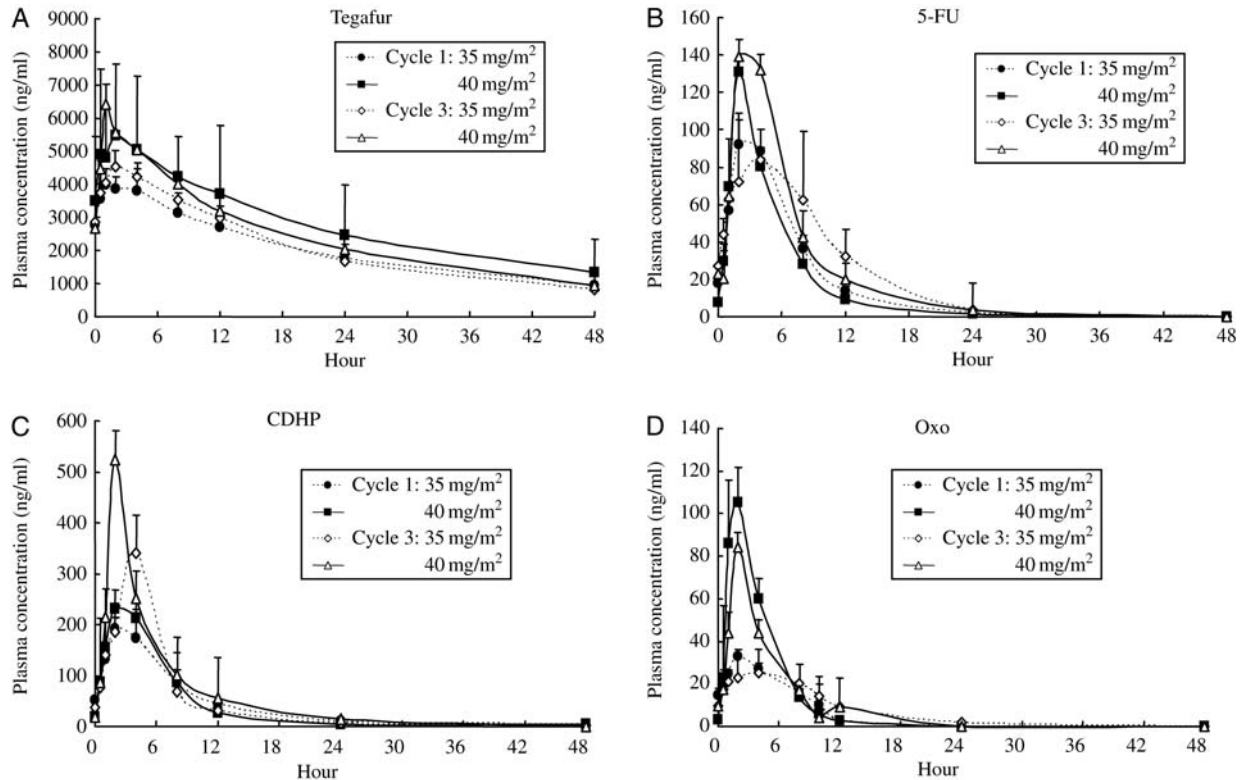 A
Tegafur
Plasma concentration (ng/ml)
9000
8000
7000
6000
5000
4000
3000
2000
1000
0
Cycle 1: 35 mg/m²
40 mg/m²
Cycle 3: 35 mg/m²
40 mg/m²
0 6 12 18 24 30 36 42 48
Hour
B
5-FU
Plasma concentration (ng/ml)
160
140
120
100
80
60
40
20
0
Cycle 1: 35 mg/m²
40 mg/m²
Cycle 3: 35 mg/m²
40 mg/m²
0 6 12 18 24 30 36 42 48
Hour
C
CDHP
Plasma concentration (ng/ml)
600
500
400
300
200
100
0
Cycle 1: 35 mg/m²
40 mg/m²
Cycle 3: 35 mg/m²
40 mg/m²
0 6 12 18 24 30 36 42 48
Hour
D
Oxo
Plasma concentration (ng/ml)
140
120
100
80
60
40
20
0
Cycle 1: 35 mg/m²
40 mg/m²
Cycle 3: 35 mg/m²
40 mg/m²
0 6 12 18 24 30 36 42 48
Hour